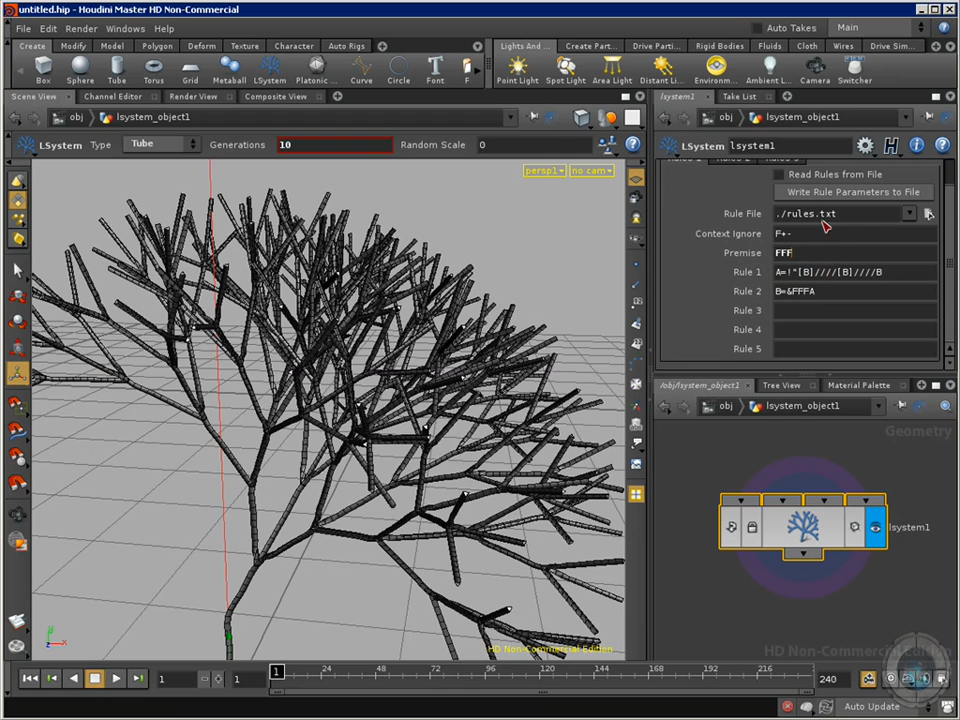 untitled.hip - Houdini Master HD Non-Commercial
File Edit Render Windows Help Auto Takes Main
Create Modify Model Polygon Deform Texture Character Auto Rigs Lights And ... Create Part... Drive Parti... Rigid Bodies Fluids Cloth Wires Drive Sim...
Box Sphere Tube Torus Grid Metaball LSystem Platonic ... Curve Circle Font F Point Light Spot Light Area Light Distant Li... Environm... Ambient L... Camera Switcher
Scene View Channel Editor Render View Composite View lsystem1 Take List
obj lsystem_object1 obj lsystem_object1
LSystem Type Tube Generations 10 Random Scale 0 LSystem lsystem1
persp1 no cam
Read Rules from File
Write Rule Parameters to File
Rule File ./rules.txt
Context Ignore F+-
Premise FFF
Rule 1 A=!"[B]////[B]////B
Rule 2 B=&FFFA
Rule 3
Rule 4
Rule 5
/obj/lsystem_object1 Tree View Material Palette
obj lsystem_object1
Geometry
lsystem1
HD Non-Commercial Edition
HD Non-Commercial Edition
y x
1 1 1 24 48 72 96 120 144 168 192 216 240
Auto Update